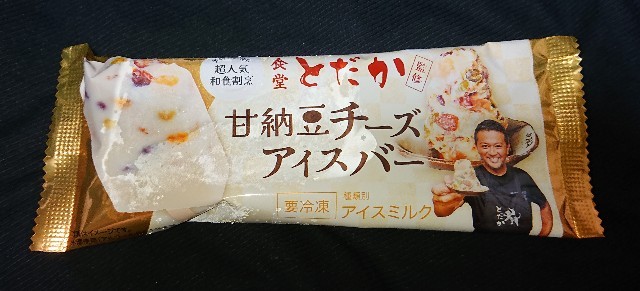 超人気
和食割烹
食堂
とだか
監修
甘納豆チーズ
アイスバー
要冷凍
種類別
アイスミルク
とだか